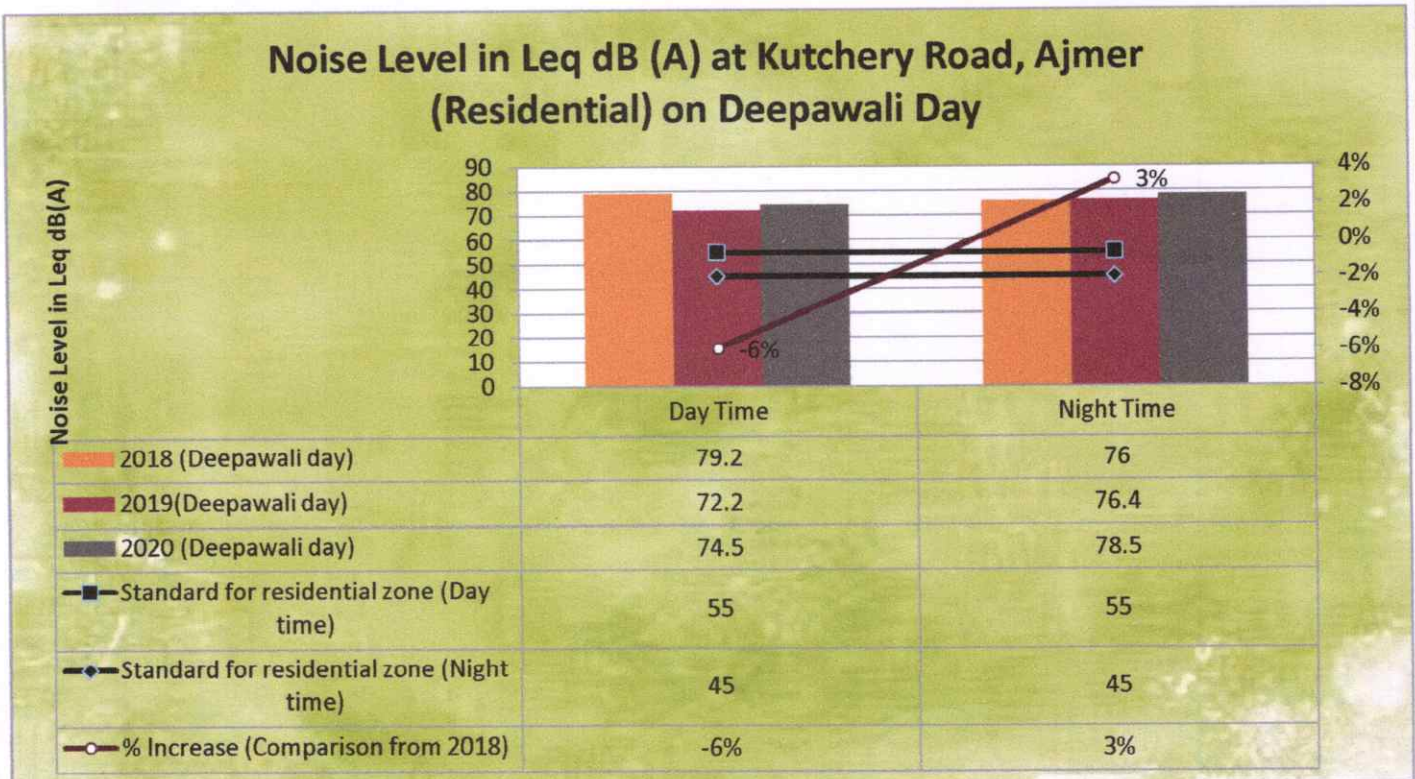 Noise Level in Leq dB (A) at Kutchery Road, Ajmer
(Residential) on Deepawali Day
Noise Level in Leq dB(A)
90
80
70
60
50
40
30
20
10
0
4%
2%
0%
-2%
-4%
-6%
-8%
3%
-6%
Day Time Night Time
2018 (Deepawali day) 79.2 76
2019(Deepawali day) 72.2 76.4
2020 (Deepawali day) 74.5 78.5
Standard for residential zone (Day
time) 55 55
Standard for residential zone (Night
time) 45 45
% Increase (Comparison from 2018) -6% 3%